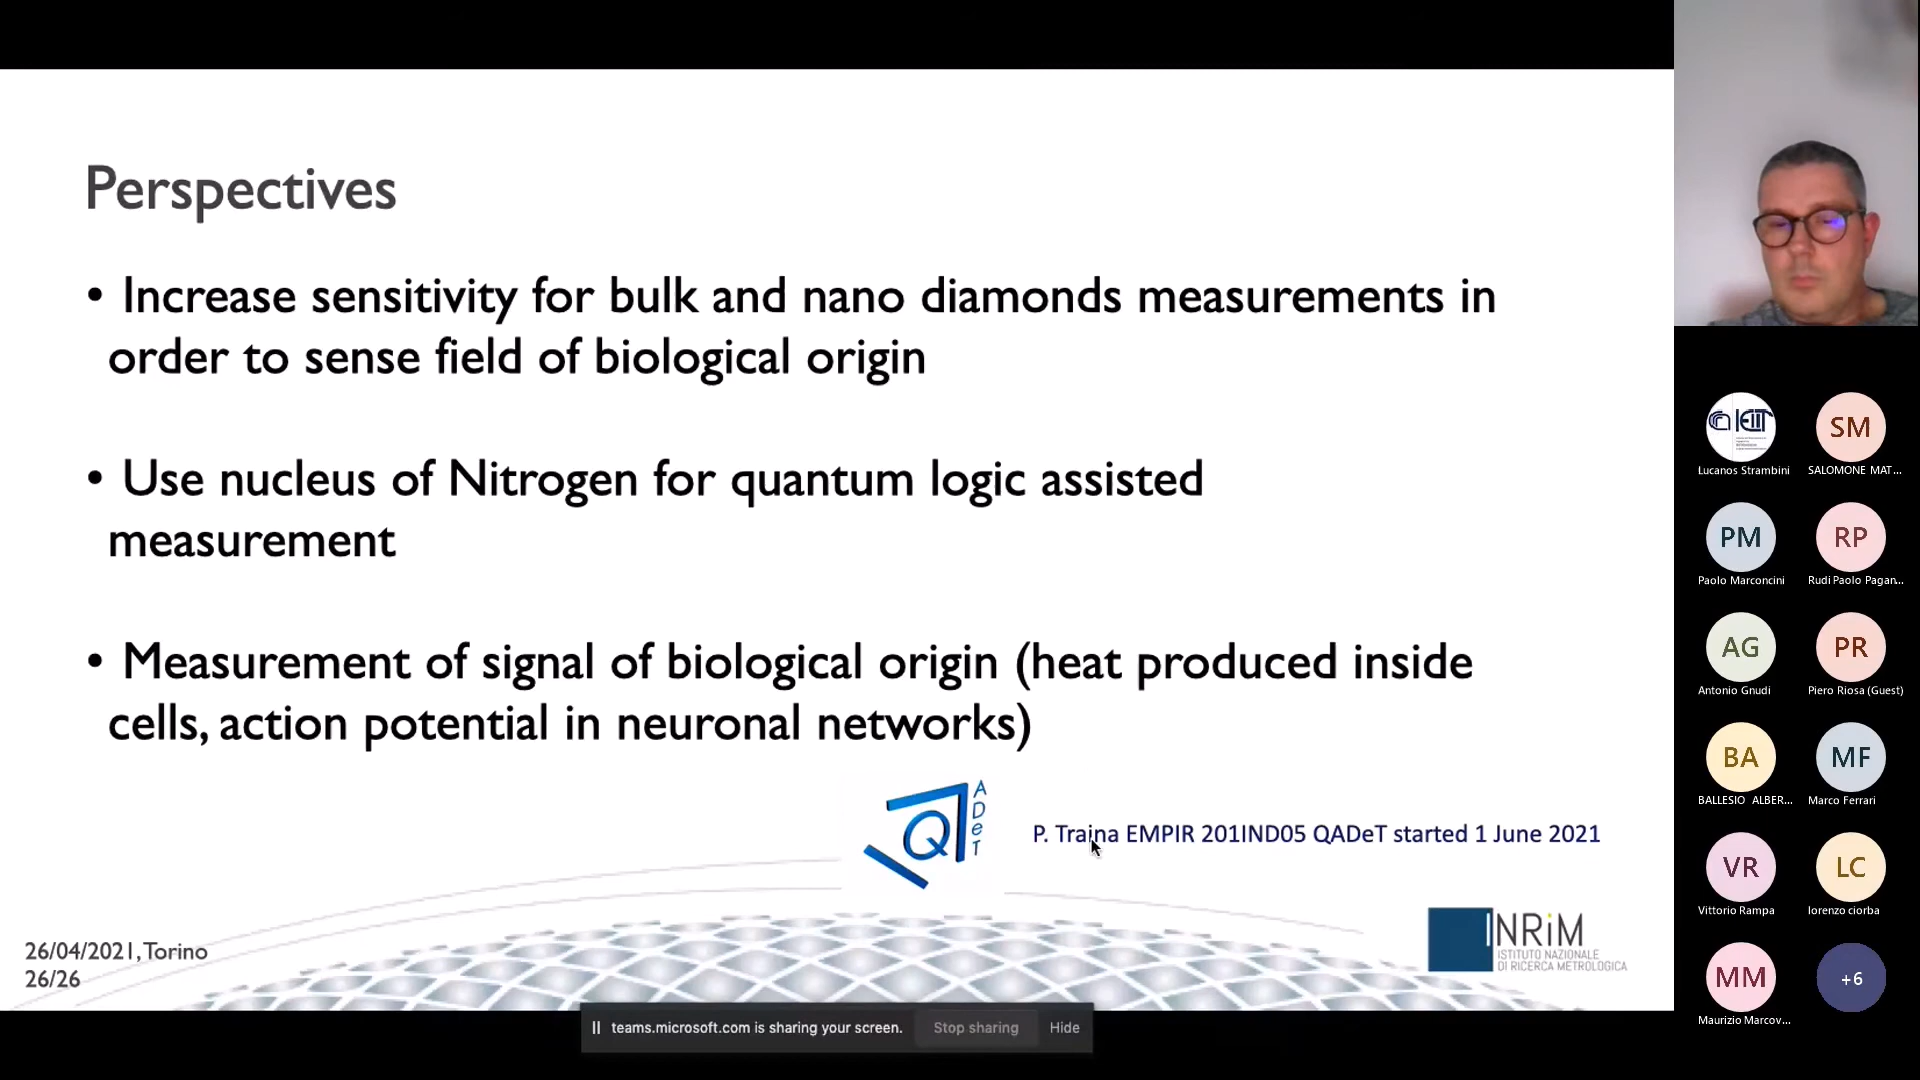 Perspectives
• Increase sensitivity for bulk and nano diamonds measurements in
order to sense field of biological origin
• Use nucleus of Nitrogen for quantum logic assisted
measurement
• Measurement of signal of biological origin (heat produced inside
cells, action potential in neuronal networks)
QADeT
P. Traina EMPIR 201IND05 QADeT started 1 June 2021
26/04/2021, Torino
26/26
INRiM
ISTITUTO NAZIONALE
DI RICERCA METROLOGICA
teams.microsoft.com is sharing your screen.
Stop sharing
Hide
IEIIT
Lucanos Strambini
SM
SALOMONE MAT...
PM
Paolo Marconcini
RP
Rudi Paolo Pagan...
AG
Antonio Gnudi
PR
Piero Riosa (Guest)
BA
BALLESIO ALBER...
MF
Marco Ferrari
VR
Vittorio Rampa
LC
lorenzo ciorba
MM
Maurizio Marcov...
+6